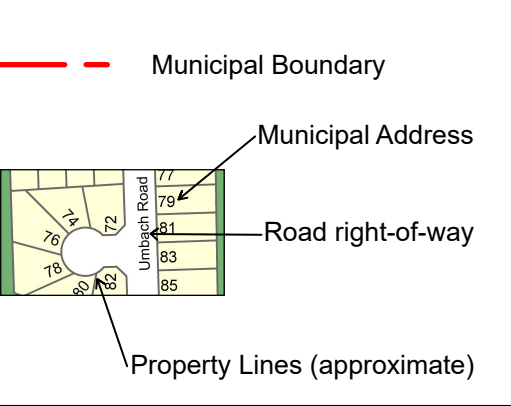 Municipal Boundary
Municipal Address
77
79
Umbach Road
74
72
81
Road right-of-way
76
83
78
82
80
85
Property Lines (approximate)